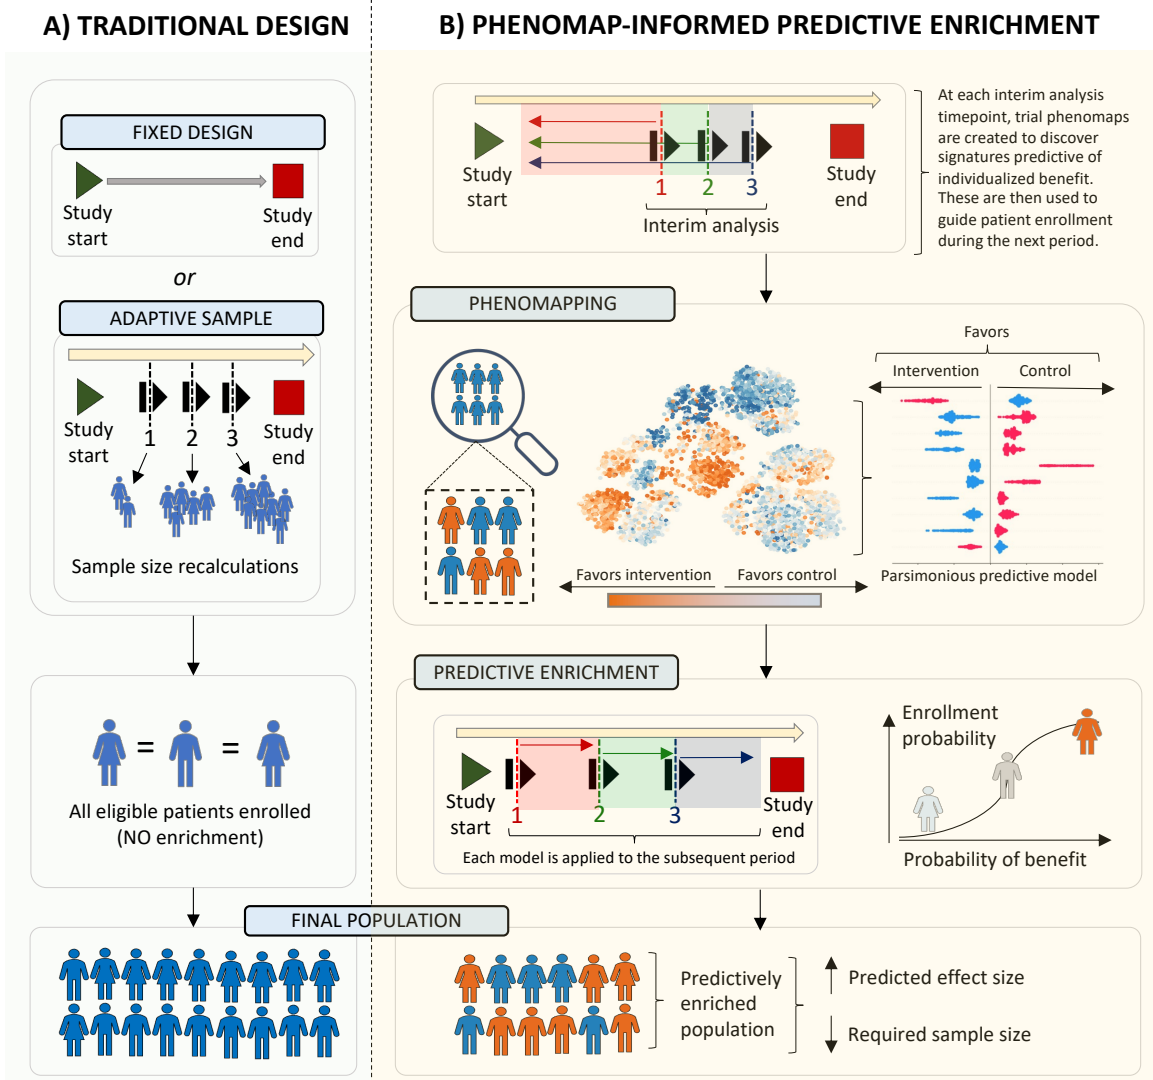 A) TRADITIONAL DESIGN
FIXED DESIGN
Study
start
Study
end
or
ADAPTIVE SAMPLE
Study
start
1
2
3
Study
end
Sample size recalculations
=
=
All eligible patients enrolled
(NO enrichment)
B) PHENOMAP-INFORMED PREDICTIVE ENRICHMENT
Study
start
1
2
3
Study
end
Interim analysis
At each interim analysis
timepoint, trial phenomaps
are created to discover
signatures predictive of
individualized benefit.
These are then used to
guide patient enrollment
during the next period.
PHENOMAPPING
Favors intervention
Favors control
Favors
Intervention
Control
Parsimonious predictive model
PREDICTIVE ENRICHMENT
Study
start
1
2
3
Study
end
Each model is applied to the subsequent period
Enrollment
probability
Probability of benefit
FINAL POPULATION
Predictively
enriched
population
Predicted effect size
Required sample size